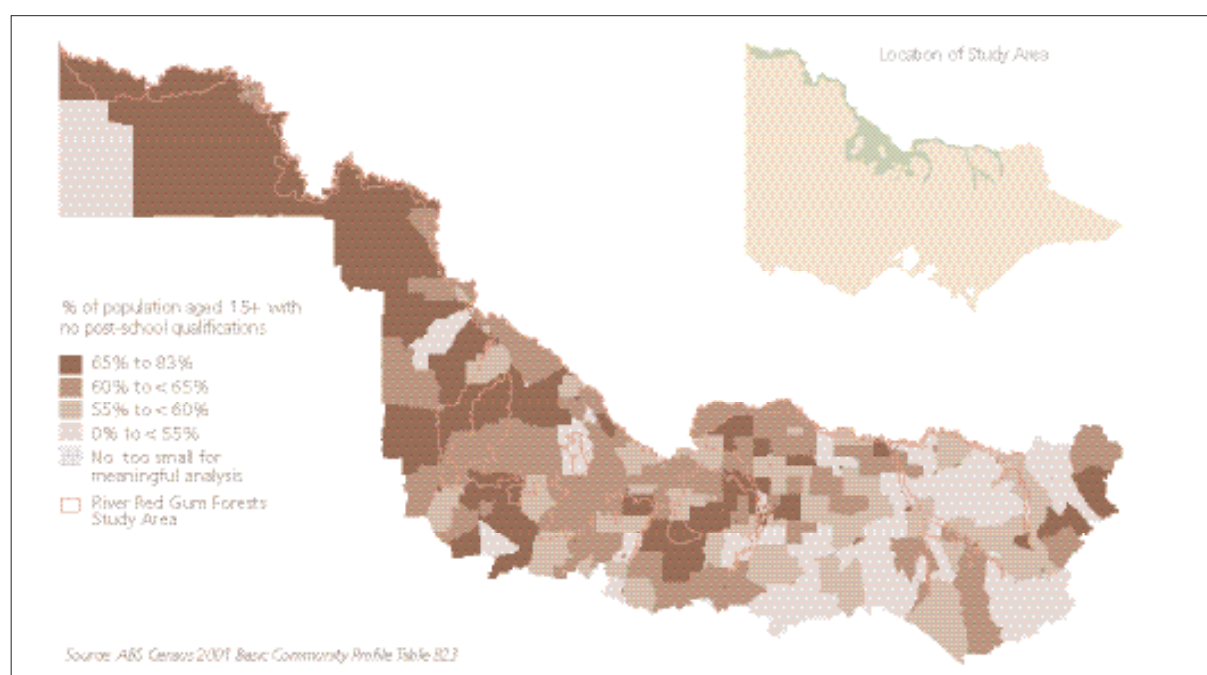 Location of Study Area
% of population aged 15+ with
no post-school qualifications
65% to 83%
60% to < 65%
55% to < 60%
0% to < 55%
No. too small for
meaningful analysis
River Red Gum Forests
Study Area
Source: ABS Census 2001 Basic Community Profile Table B23